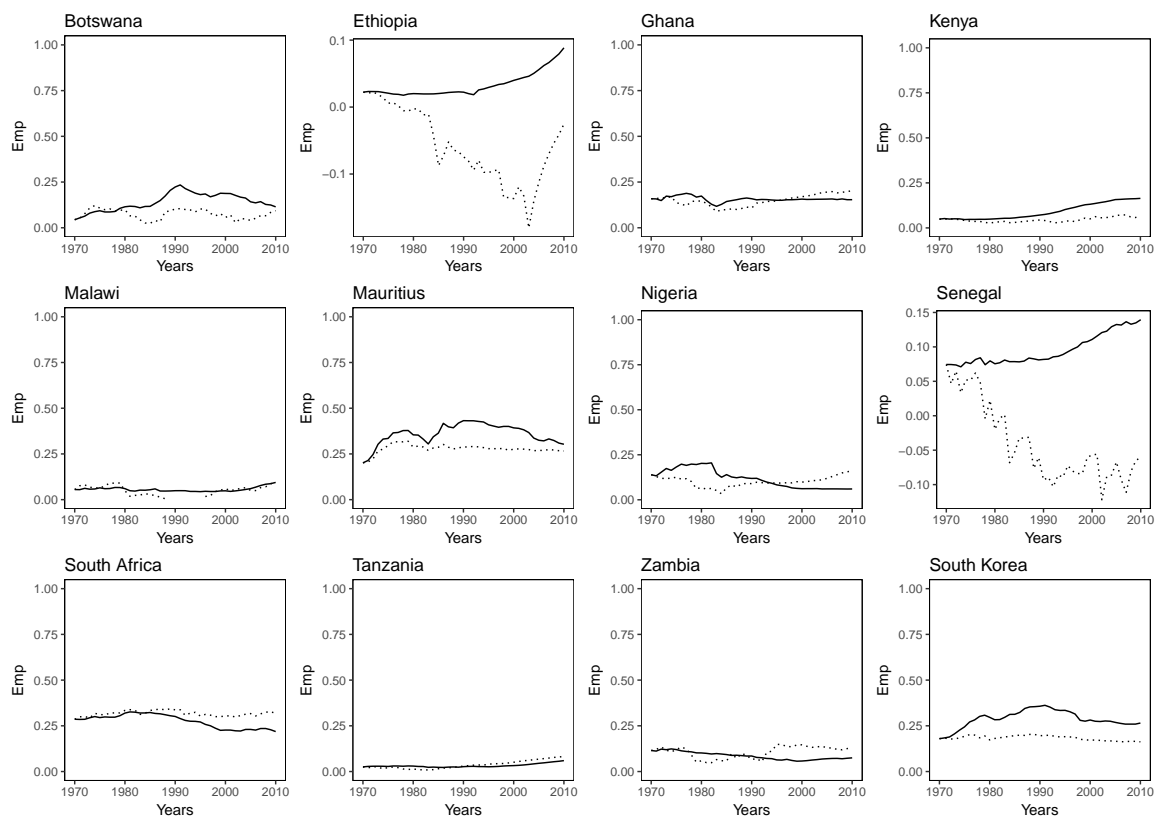 Botswana
1.00
0.75
0.50
0.25
0.00
Emp
1970 1980 1990 2000 2010
Years
Ethiopia
0.1
0.0
−0.1
Emp
1970 1980 1990 2000 2010
Years
Ghana
1.00
0.75
0.50
0.25
0.00
Emp
1970 1980 1990 2000 2010
Years
Kenya
1.00
0.75
0.50
0.25
0.00
Emp
1970 1980 1990 2000 2010
Years
Malawi
1.00
0.75
0.50
0.25
0.00
Emp
1970 1980 1990 2000 2010
Years
Mauritius
1.00
0.75
0.50
0.25
0.00
Emp
1970 1980 1990 2000 2010
Years
Nigeria
1.00
0.75
0.50
0.25
0.00
Emp
1970 1980 1990 2000 2010
Years
Senegal
0.15
0.10
0.05
0.00
−0.05
−0.10
Emp
1970 1980 1990 2000 2010
Years
South Africa
1.00
0.75
0.50
0.25
0.00
Emp
1970 1980 1990 2000 2010
Years
Tanzania
1.00
0.75
0.50
0.25
0.00
Emp
1970 1980 1990 2000 2010
Years
Zambia
1.00
0.75
0.50
0.25
0.00
Emp
1970 1980 1990 2000 2010
Years
South Korea
1.00
0.75
0.50
0.25
0.00
Emp
1970 1980 1990 2000 2010
Years